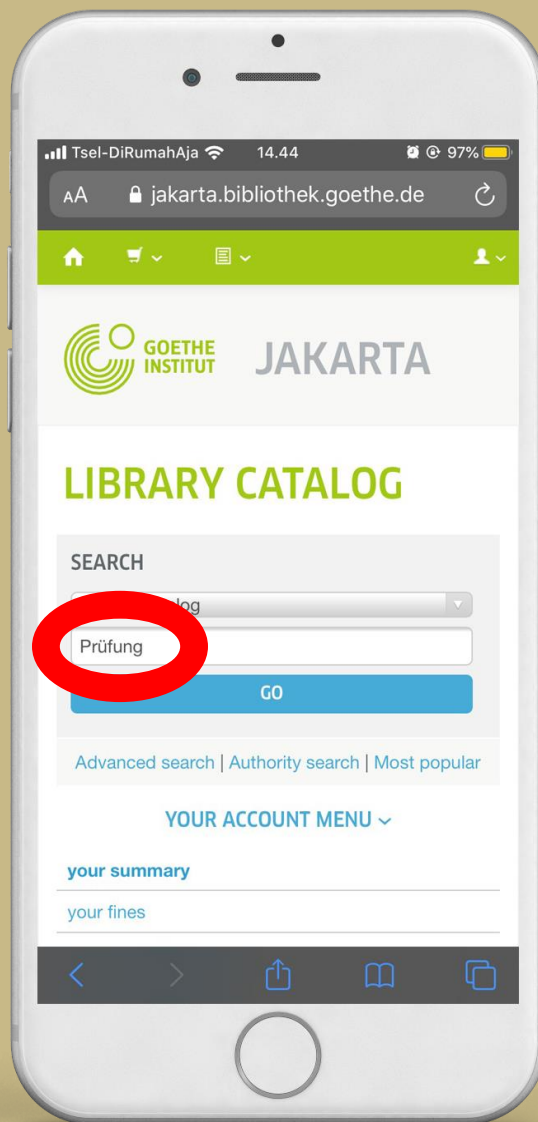 Tsel-DiRumahAja 14.44 97%
AA jakarta.bibliothek.goethe.de
GOETHE
INSTITUT
JAKARTA
LIBRARY CATALOG
SEARCH
Prüfung
GO
Advanced search | Authority search | Most popular
YOUR ACCOUNT MENU
your summary
your fines